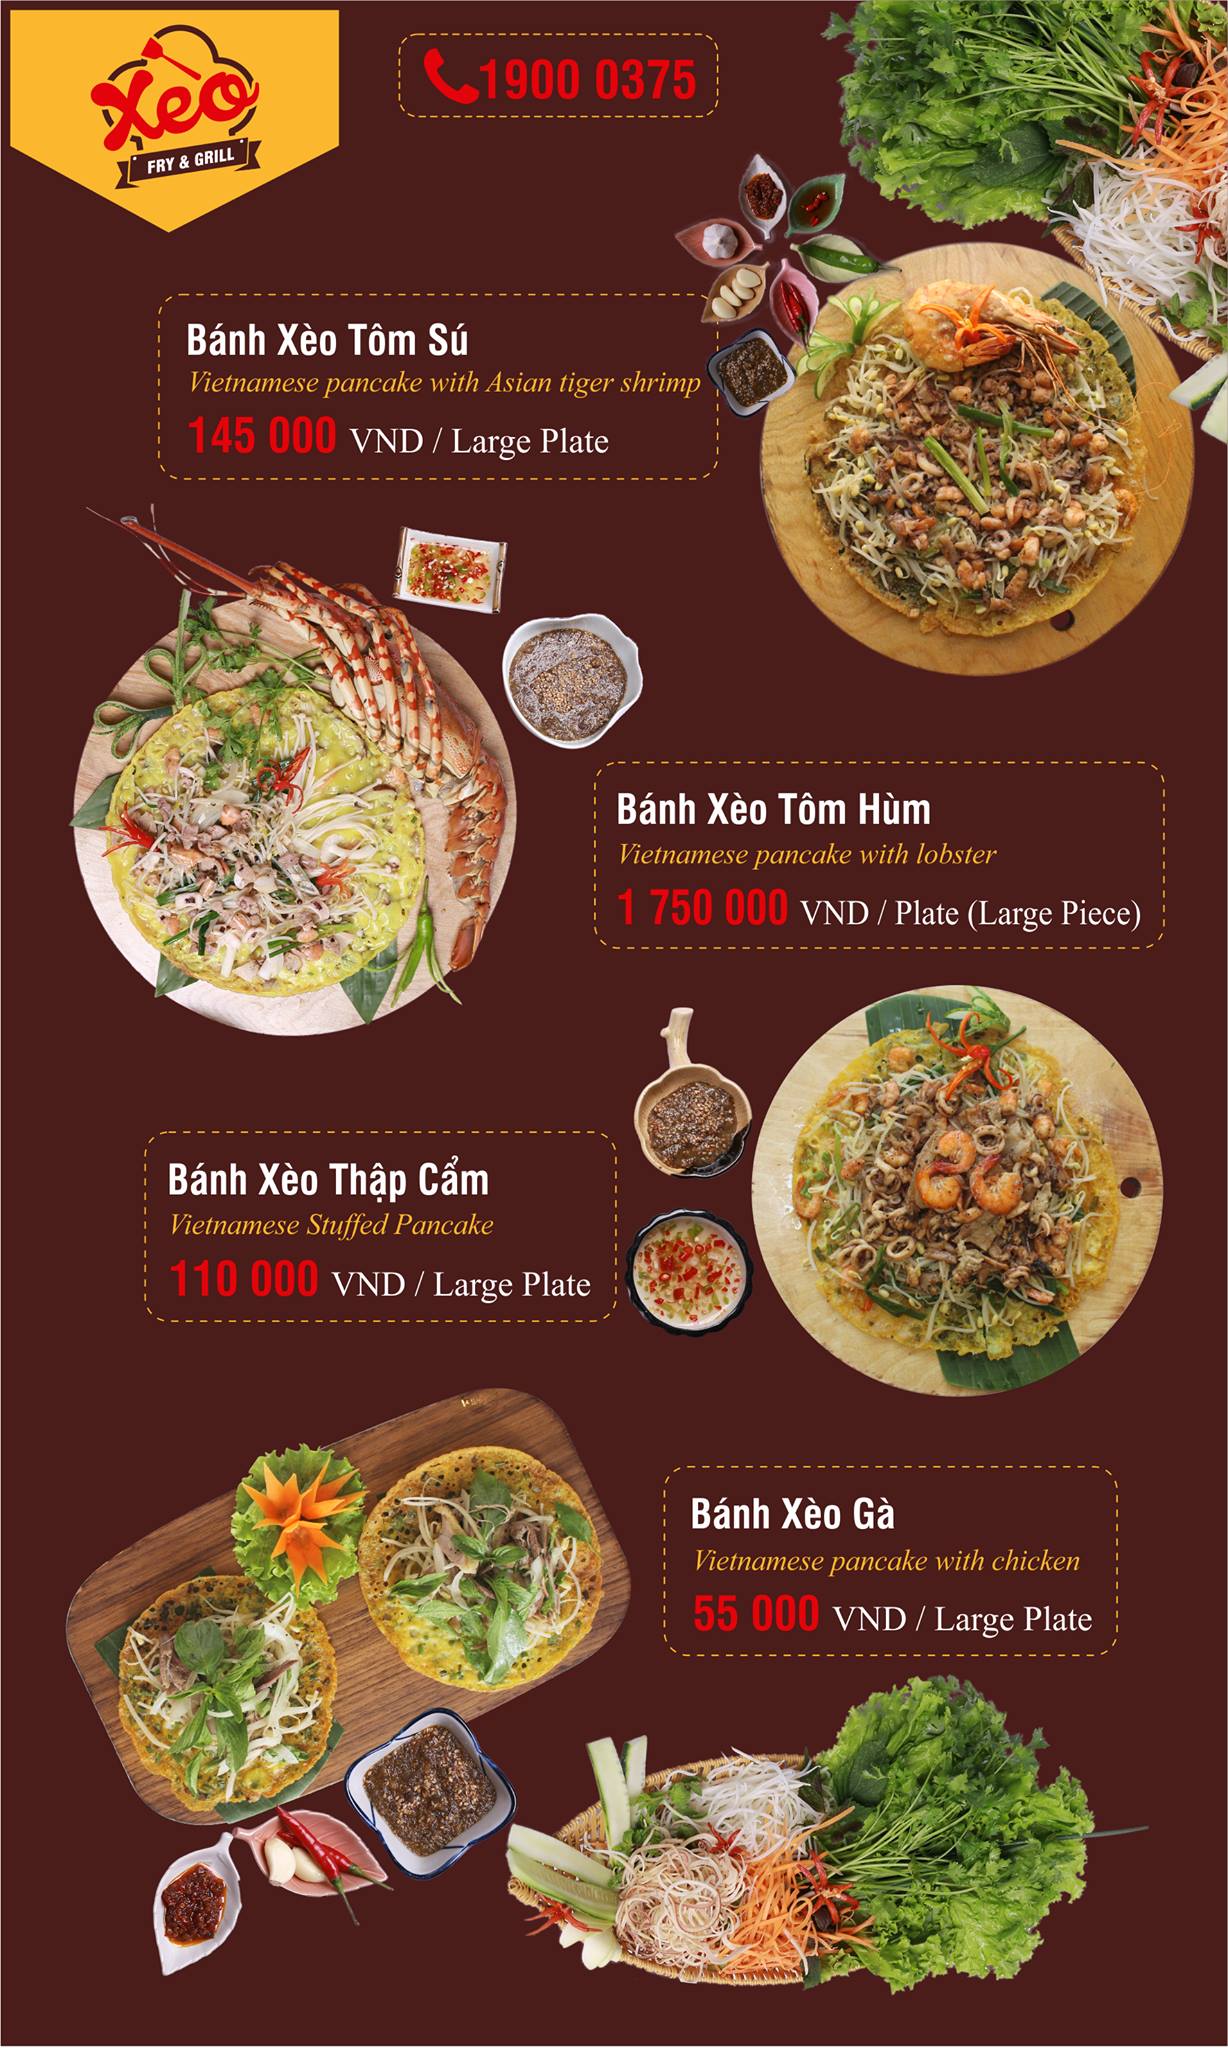 Xeo
FRY & GRILL
1900 0375
Bánh Xèo Tôm Sú
Vietnamese pancake with Asian tiger shrimp
145 000 VND / Large Plate
Bánh Xèo Tôm Hùm
Vietnamese pancake with lobster
1 750 000 VND / Plate (Large Piece)
Bánh Xèo Thập Cẩm
Vietnamese Stuffed Pancake
110 000 VND / Large Plate
Bánh Xèo Gà
Vietnamese pancake with chicken
55 000 VND / Large Plate